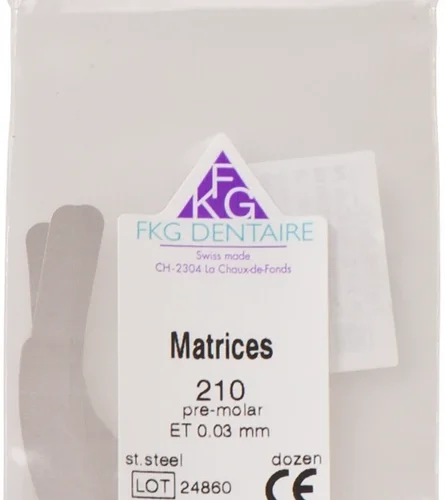 FKG
FKG DENTAIRE
Swiss made
CH-2304 La Chaux-de-Fonds
Matrices
210
pre-molar
ET 0.03 mm
st.steel dozen
LOT 24860 CE